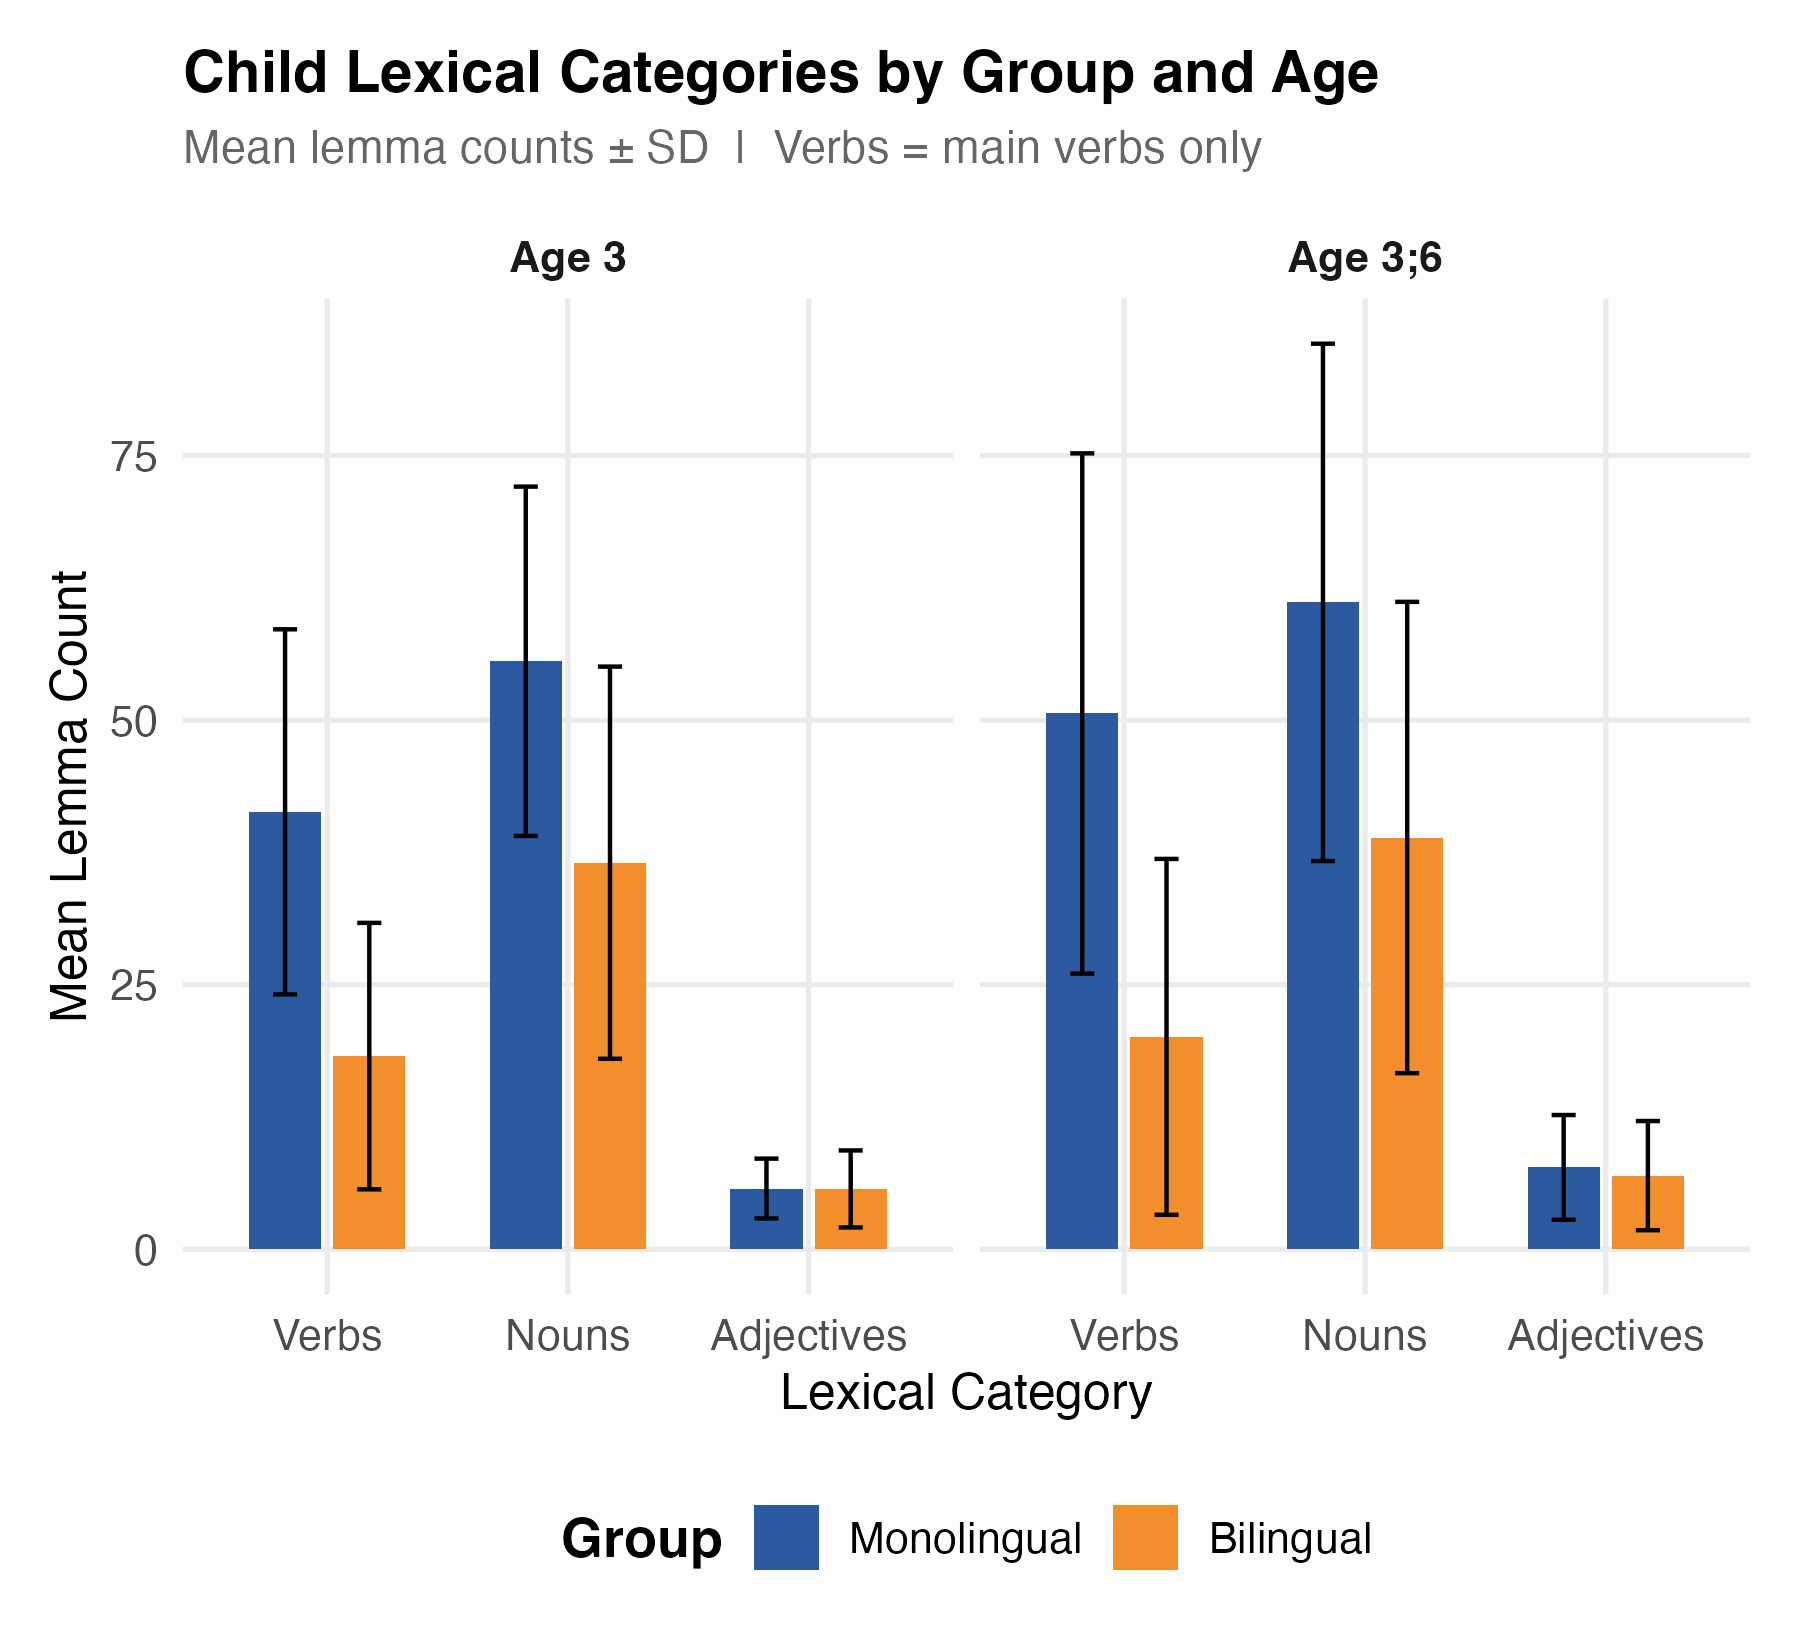 Child Lexical Categories by Group and Age
Mean lemma counts ± SD | Verbs = main verbs only
Age 3 Age 3;6
Mean Lemma Count
75
50
25
0
Verbs Nouns Adjectives Verbs Nouns Adjectives
Lexical Category
Group Monolingual Bilingual